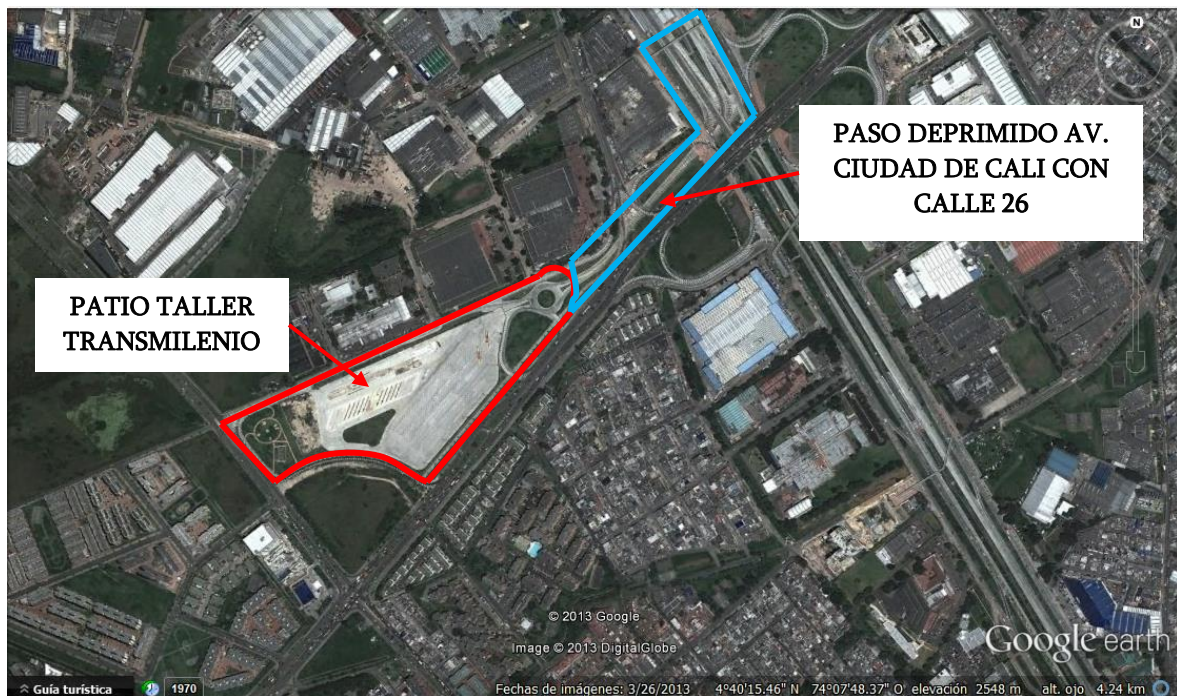 N
PASO DEPRIMIDO AV.
CIUDAD DE CALI CON
CALLE 26
PATIO TALLER
TRANSMILENIO
© 2013 Google
Image © 2013 DigitalGlobe
Google earth
Guía turística
1970
Fechas de imágenes: 3/26/2013 4°40'15.46" N 74°07'48.37" O elevación 2548 m alt. ojo 4.24 km